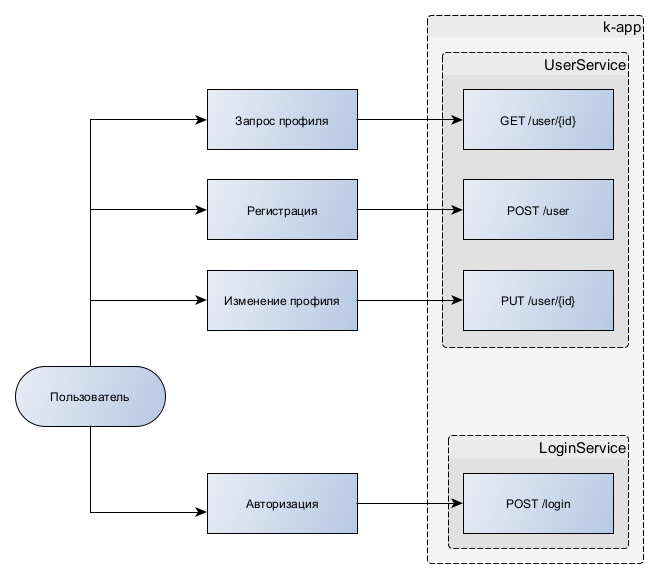 k-app
UserService
Запрос профиля
GET /user/{id}
Регистрация
POST /user
Изменение профиля
PUT /user/{id}
Пользователь
LoginService
Авторизация
POST /login